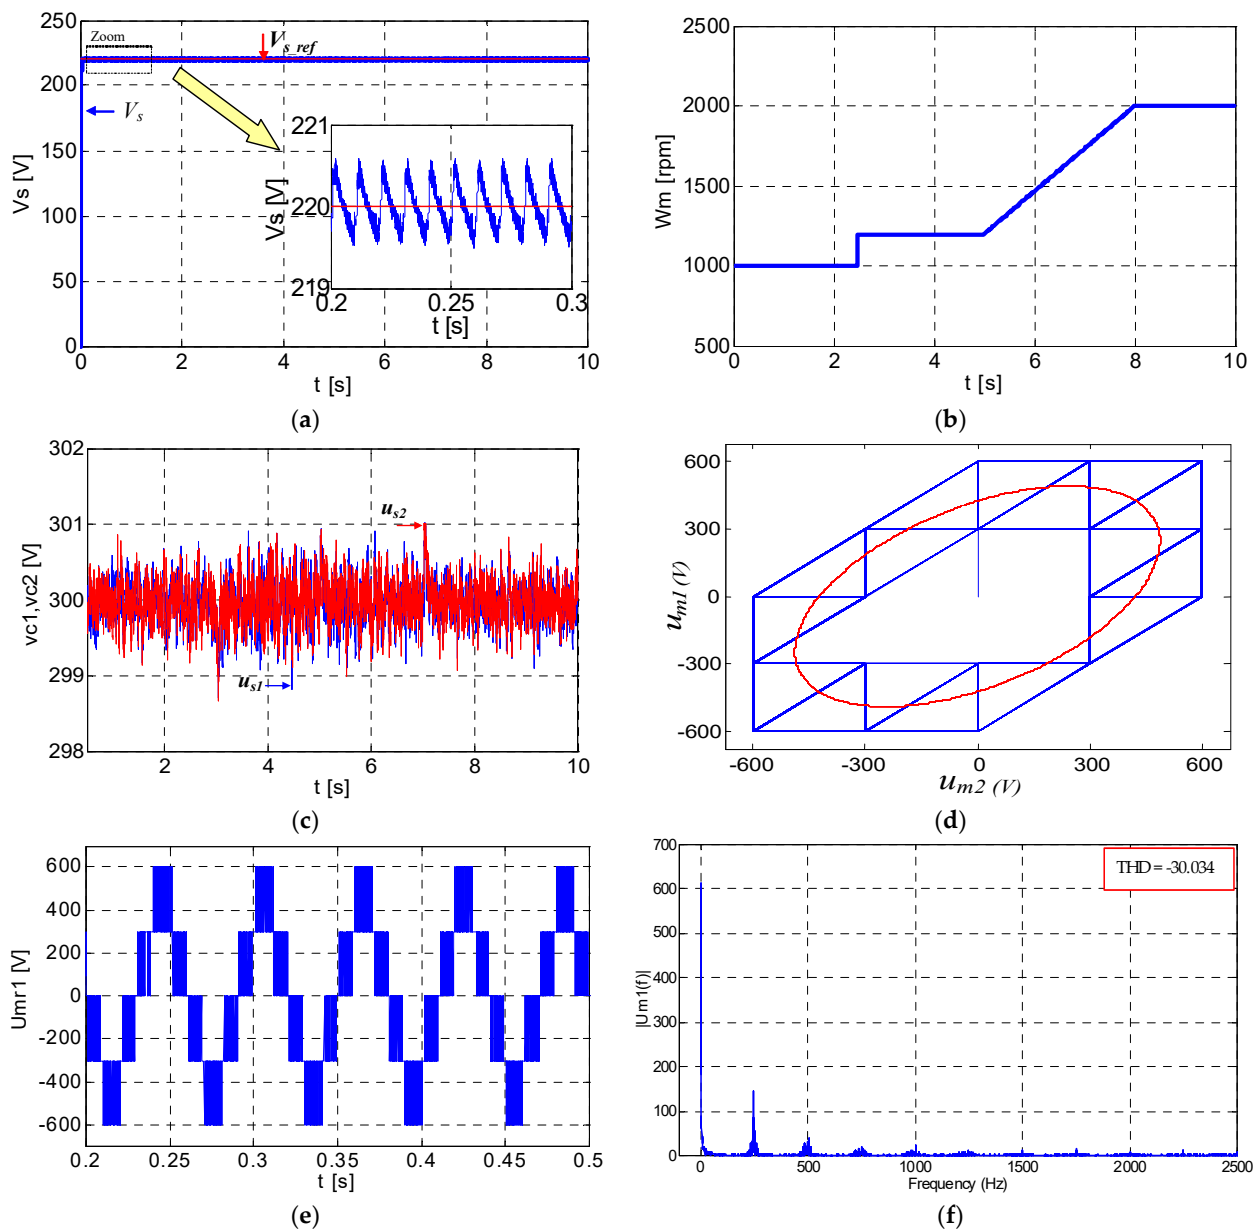 250
200
150
100
50
0
Vs [V]
Zoom
V_s_ref
V_s
221
220
219
Vs [V]
0.2
0.25
0.3
t [s]
0
2
4
6
8
10
t [s]
(a)
2500
2000
1500
1000
500
Wm [rpm]
0
2
4
6
8
10
t [s]
(b)
302
301
300
299
298
vc1,vc2 [V]
u_s2
u_s1
2
4
6
8
10
t [s]
(c)
600
300
0
-300
-600
u_m1 (V)
-600
-300
0
300
600
u_m2 (V)
(d)
600
400
200
0
-200
-400
-600
Umr1 [V]
0.2
0.25
0.3
0.35
0.4
0.45
0.5
t [s]
(e)
700
600
500
400
300
200
100
0
|Um1(f)|
THD = -30.034
0
500
1000
1500
2000
2500
Frequency (Hz)
(f)